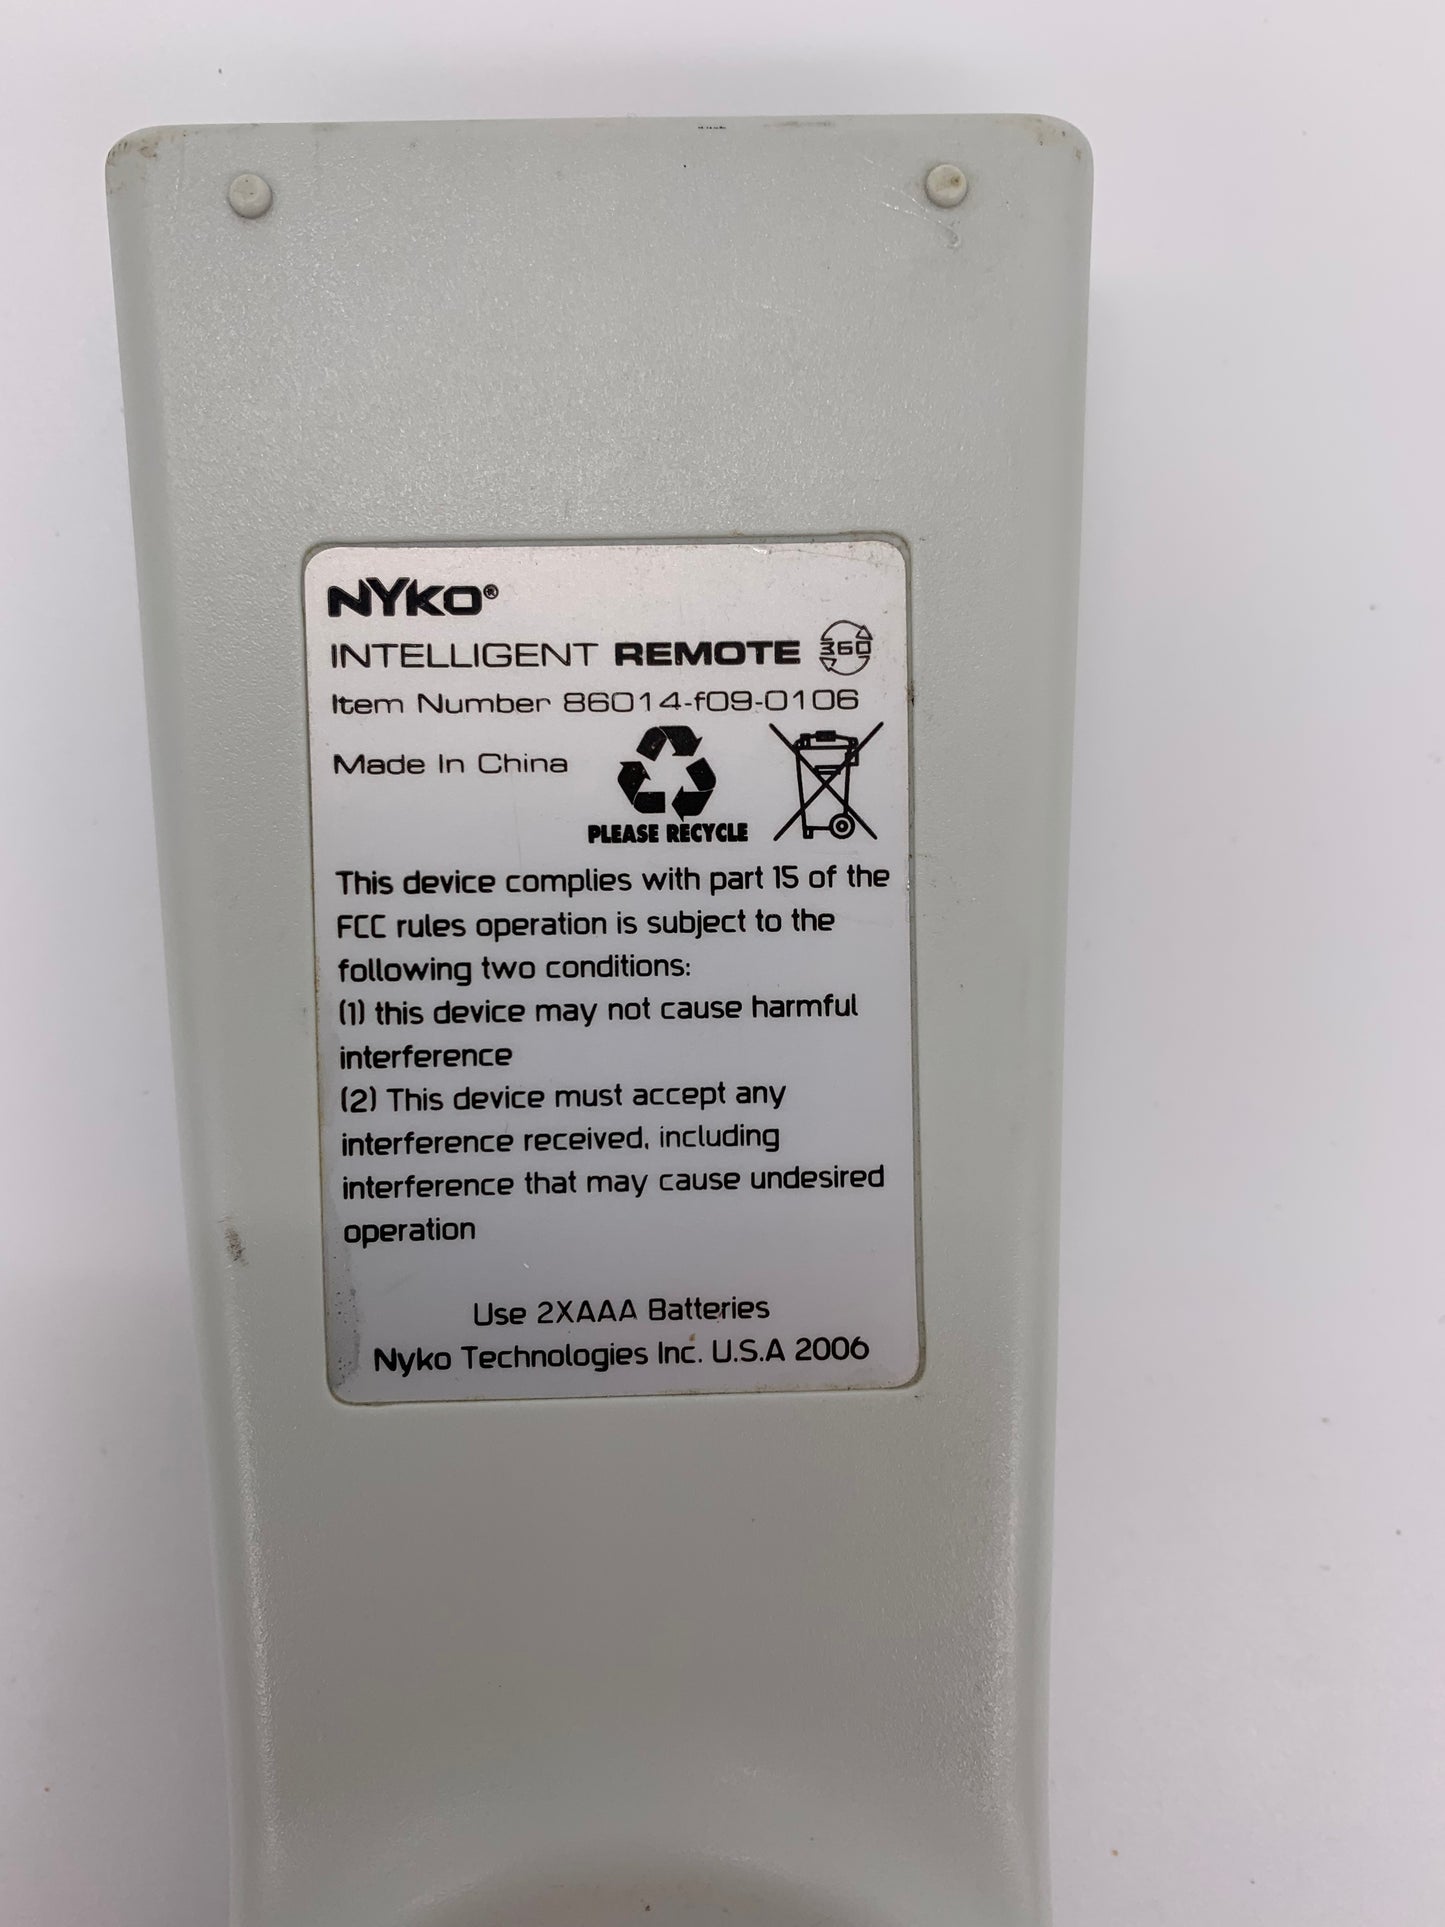 NYKO®
INTELLIGENT REMOTE 360
Item Number 86014-f09-0106
Made In China
PLEASE RECYCLE
This device complies with part 15 of the
FCC rules operation is subject to the
following two conditions:
(1) this device may not cause harmful
interference
(2) This device must accept any
interference received, including
interference that may cause undesired
operation
Use 2XAAA Batteries
Nyko Technologies Inc. U.S.A 2006